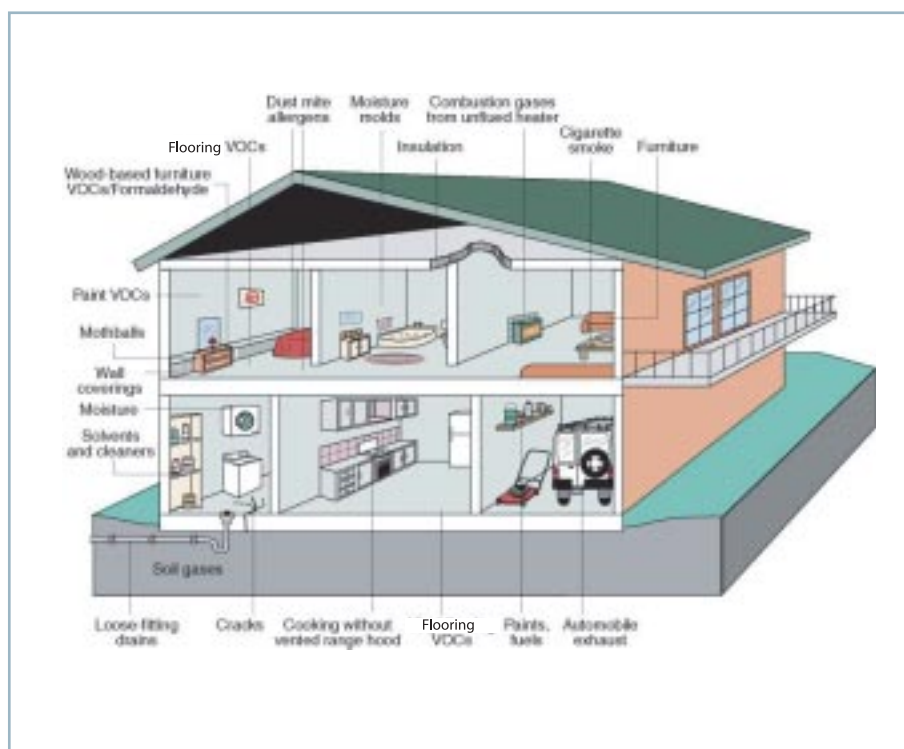 Dust mite
allergens
Moisture
molds
Combustion gases
from unflued heater
Cigarette
smoke
Flooring VOCs
Insulation
Furniture
Wood-based furniture
VOCs/Formaldehyde
Paint VOCs
Mothballs
Wall
coverings
Moisture
Solvents
and cleaners
Soil gases
Loose fitting
drains
Cracks
Cooking without
vented range hood
Flooring
VOCs
Paints,
fuels
Automobile
exhaust